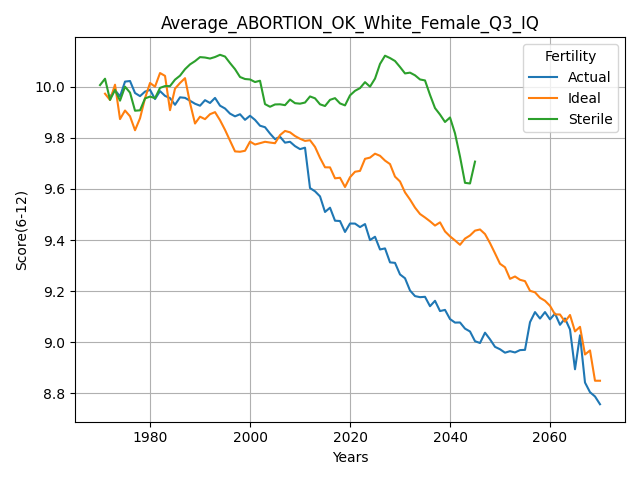 Average_ABORTION_OK_White_Female_Q3_IQ
Fertility
Actual
Ideal
Sterile
Score(6-12)
10.0
9.8
9.6
9.4
9.2
9.0
8.8
1980 2000 2020 2040 2060
Years